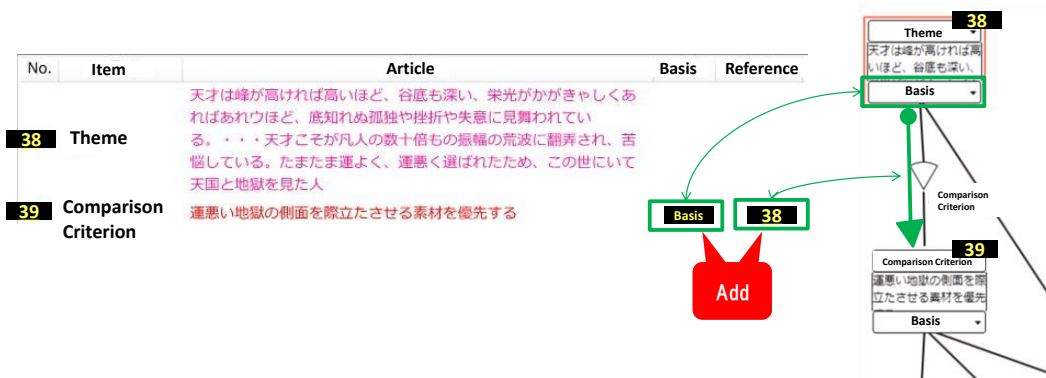 No. Item Article Basis Reference
38 Theme
天才は峰が高ければ高いほど、谷底も深い、栄光がかがきゃしくあ
ればあれウほど、底知れぬ孤独や挫折や失意に見舞われてい
る。・・・天才こそが凡人の数十倍もの振幅の荒波に翻弄され、苦
悩している。たまたま運よく、運悪く選ばれたため、この世にいて
天国と地獄を見た人
39 Comparison
Criterion
運悪い地獄の側面を際立たさせる素材を優先する
Basis 38
Add
38
Theme
天才は峰が高ければ高
いほど、谷底も深い、
Basis
Comparison
Criterion
39
Comparison Criterion
運悪い地獄の側面を際
立たさせる素材を優先
Basis